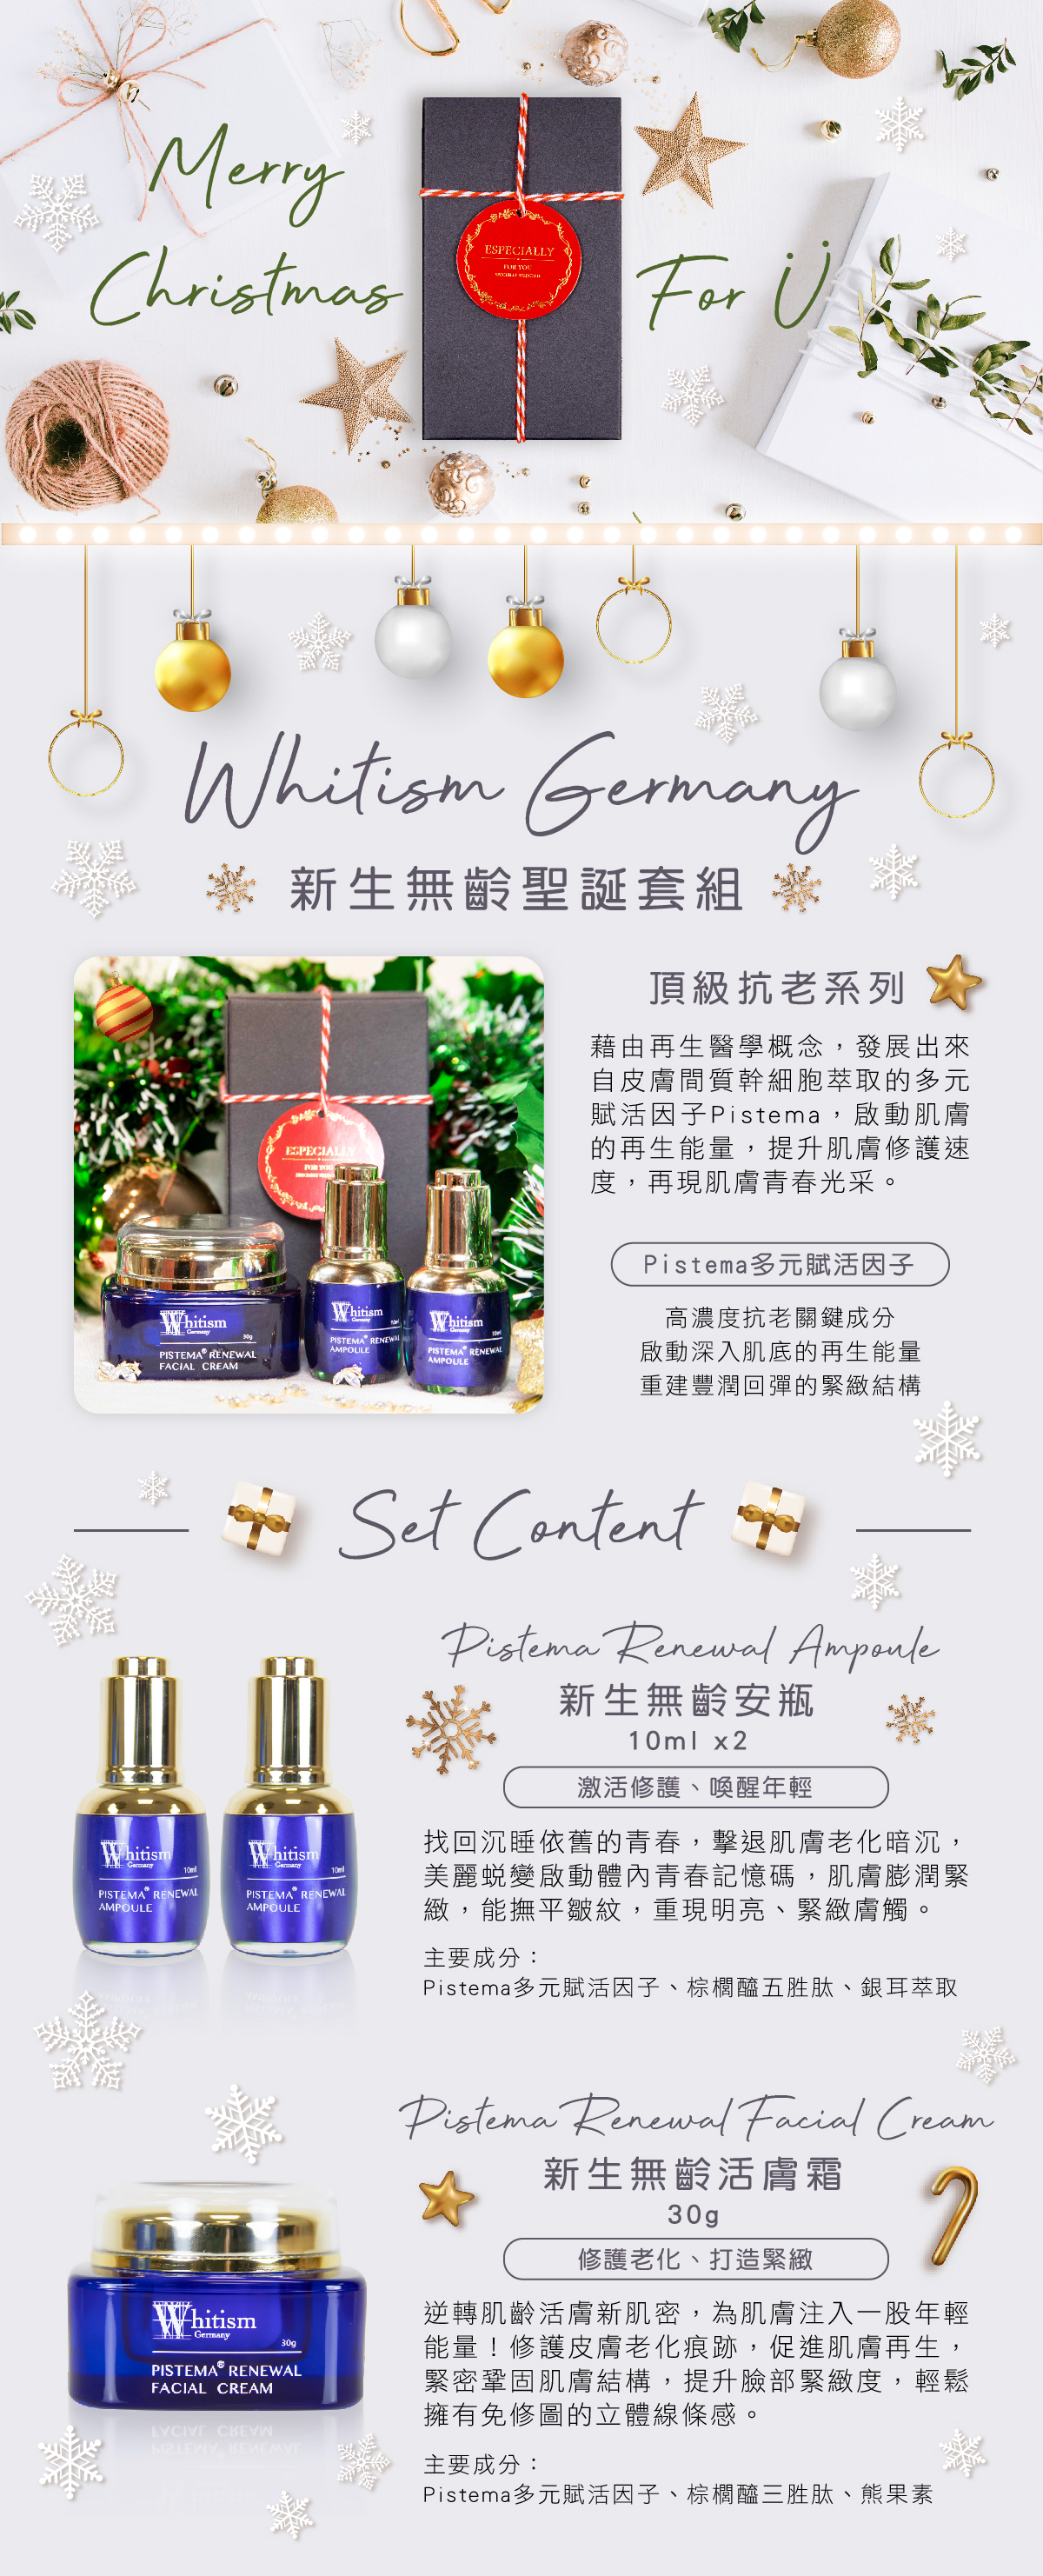 Merry
Christmas
For U
ESPECIALLY
FOR YOU
Whitism Germany
新生無齡聖誕套組
頂級抗老系列
藉由再生醫學概念，發展出來
自皮膚間質幹細胞萃取的多元
賦活因子Pistema，啟動肌膚
的再生能量，提升肌膚修護速
度，再現肌膚青春光采。
ESPECIALLY
FOR YOU
Whitism
Germany
30g
PISTEMA® RENEWAL
FACIAL CREAM
Whitism
Germany
10ml
PISTEMA® RENEWAL
AMPOULE
Whitism
Germany
10ml
PISTEMA® RENEWAL
AMPOULE
Pistema多元賦活因子
高濃度抗老關鍵成分
啟動深入肌底的再生能量
重建豐潤回彈的緊緻結構
Set Content
Pistema Renewal Ampoule
新生無齡安瓶
10ml x2
激活修護、喚醒年輕
找回沉睡依舊的青春，擊退肌膚老化暗沉，
美麗蛻變啟動體內青春記憶碼，肌膚膨潤緊
緻，能撫平皺紋，重現明亮、緊緻膚觸。
主要成分：
Pistema多元賦活因子、棕櫚醯五胜肽、銀耳萃取
Whitism
Germany
10ml
PISTEMA® RENEWAL
AMPOULE
Whitism
Germany
10ml
PISTEMA® RENEWAL
AMPOULE
Pistema Renewal Facial Cream
新生無齡活膚霜
30g
修護老化、打造緊緻
逆轉肌齡活膚新肌密，為肌膚注入一股年輕
能量！修護皮膚老化痕跡，促進肌膚再生，
緊密鞏固肌膚結構，提升臉部緊緻度，輕鬆
擁有免修圖的立體線條感。
主要成分：
Pistema多元賦活因子、棕櫚醯三胜肽、熊果素
Whitism
Germany
30g
PISTEMA® RENEWAL
FACIAL CREAM